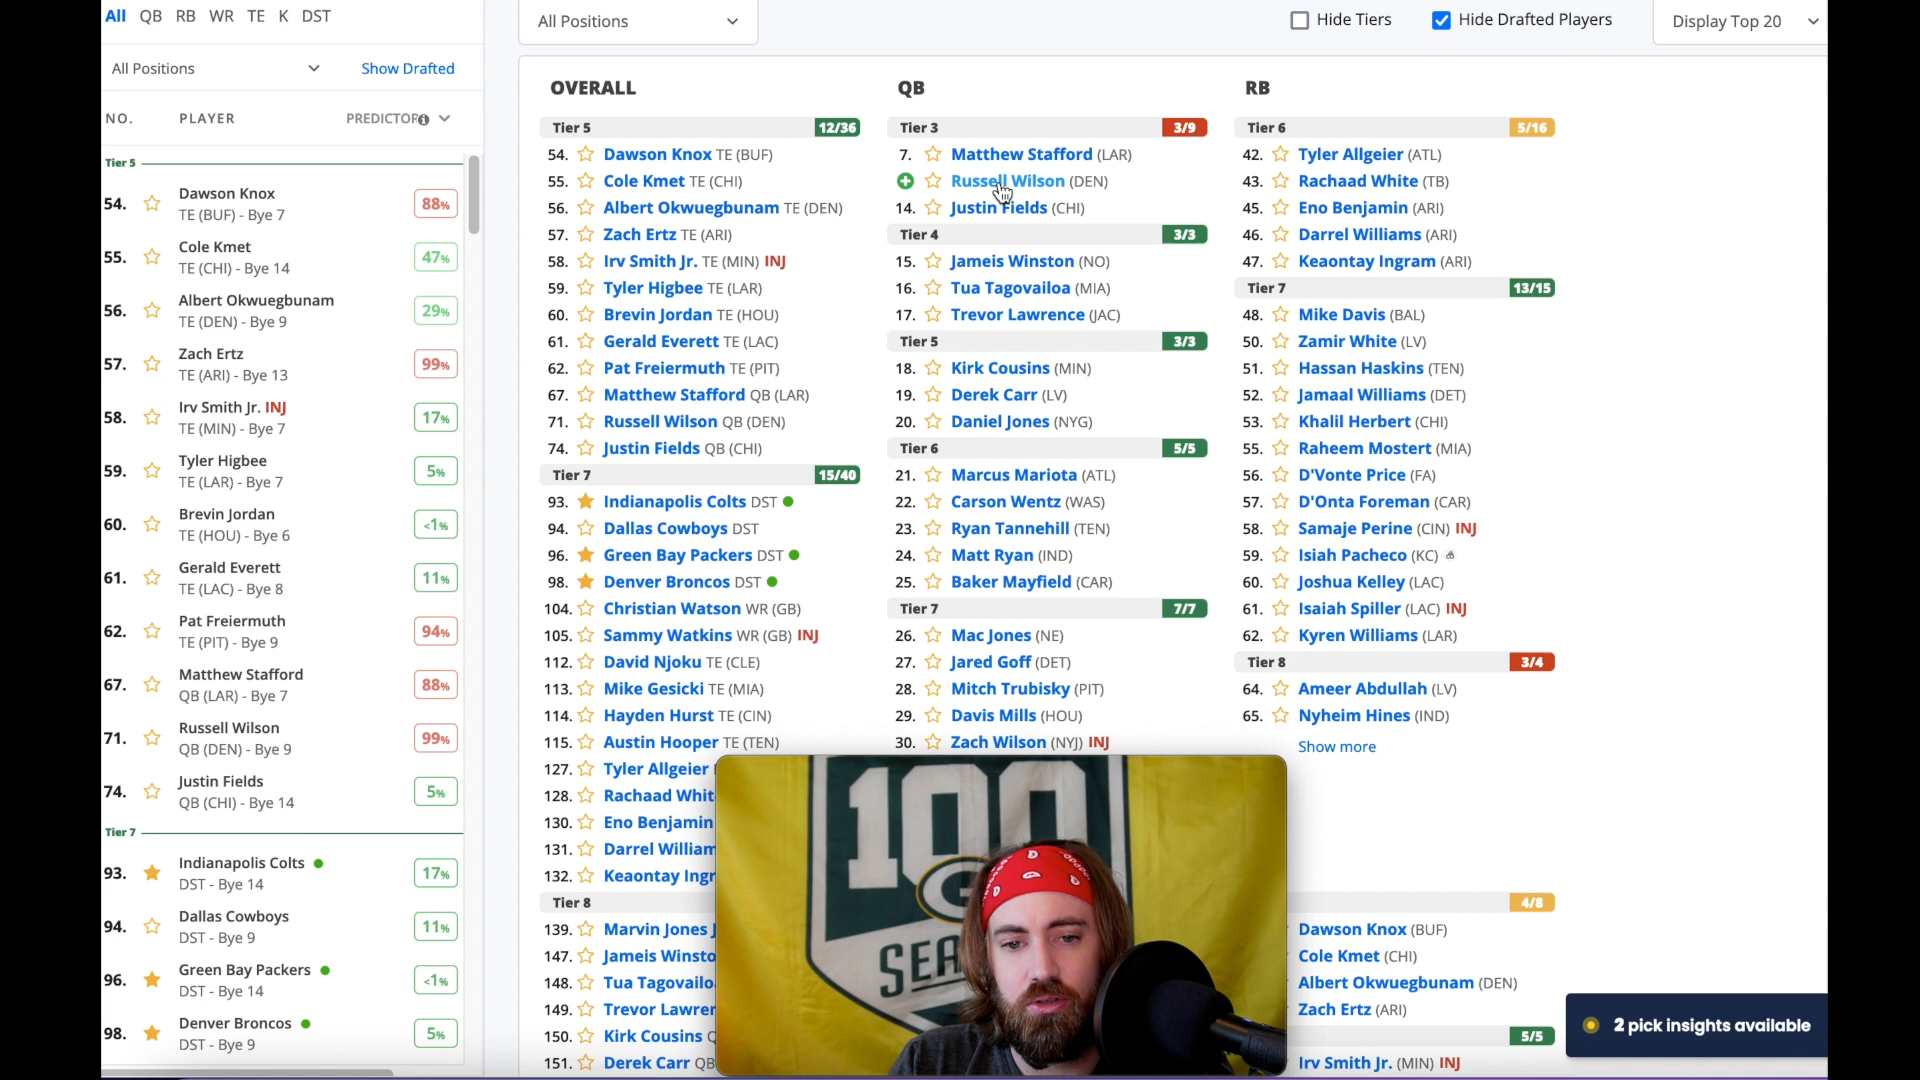 All QB RB WR TE K DST
All Positions
Show Drafted
NO. PLAYER PREDICTOR
Tier 5
54. Dawson Knox
TE (BUF) - Bye 7
88%
55. Cole Kmet
TE (CHI) - Bye 14
47%
56. Albert Okwuegbunam
TE (DEN) - Bye 9
29%
57. Zach Ertz
TE (ARI) - Bye 13
99%
58. Irv Smith Jr. INJ
TE (MIN) - Bye 7
17%
59. Tyler Higbee
TE (LAR) - Bye 7
5%
60. Brevin Jordan
TE (HOU) - Bye 6
<1%
61. Gerald Everett
TE (LAC) - Bye 8
11%
62. Pat Freiermuth
TE (PIT) - Bye 9
94%
67. Matthew Stafford
QB (LAR) - Bye 7
88%
71. Russell Wilson
QB (DEN) - Bye 9
99%
74. Justin Fields
QB (CHI) - Bye 14
5%
Tier 7
93. Indianapolis Colts
DST - Bye 14
17%
94. Dallas Cowboys
DST - Bye 9
11%
96. Green Bay Packers
DST - Bye 14
<1%
98. Denver Broncos
DST - Bye 9
5%
All Positions
Hide Tiers
Hide Drafted Players
Display Top 20
OVERALL
Tier 5 12/36
54. Dawson Knox TE (BUF)
55. Cole Kmet TE (CHI)
56. Albert Okwuegbunam TE (DEN)
57. Zach Ertz TE (ARI)
58. Irv Smith Jr. TE (MIN) INJ
59. Tyler Higbee TE (LAR)
60. Brevin Jordan TE (HOU)
61. Gerald Everett TE (LAC)
62. Pat Freiermuth TE (PIT)
67. Matthew Stafford QB (LAR)
71. Russell Wilson QB (DEN)
74. Justin Fields QB (CHI)
Tier 7 15/40
93. Indianapolis Colts DST
94. Dallas Cowboys DST
96. Green Bay Packers DST
98. Denver Broncos DST
104. Christian Watson WR (GB)
105. Sammy Watkins WR (GB) INJ
112. David Njoku TE (CLE)
113. Mike Gesicki TE (MIA)
114. Hayden Hurst TE (CIN)
115. Austin Hooper TE (TEN)
127. Tyler Allgeier
128. Rachaad Whit
130. Eno Benjamin
131. Darrel William
132. Keaontay Ingr
Tier 8
139. Marvin Jones J
147. Jameis Winsto
148. Tua Tagovailo
149. Trevor Lawrer
150. Kirk Cousins Q
151. Derek Carr QB
QB
Tier 3 3/9
7. Matthew Stafford (LAR)
Russell Wilson (DEN)
14. Justin Fields (CHI)
Tier 4 3/3
15. Jameis Winston (NO)
16. Tua Tagovailoa (MIA)
17. Trevor Lawrence (JAC)
Tier 5 3/3
18. Kirk Cousins (MIN)
19. Derek Carr (LV)
20. Daniel Jones (NYG)
Tier 6 5/5
21. Marcus Mariota (ATL)
22. Carson Wentz (WAS)
23. Ryan Tannehill (TEN)
24. Matt Ryan (IND)
25. Baker Mayfield (CAR)
Tier 7 7/7
26. Mac Jones (NE)
27. Jared Goff (DET)
28. Mitch Trubisky (PIT)
29. Davis Mills (HOU)
30. Zach Wilson (NYJ) INJ
RB
Tier 6 5/16
42. Tyler Allgeier (ATL)
43. Rachaad White (TB)
45. Eno Benjamin (ARI)
46. Darrel Williams (ARI)
47. Keaontay Ingram (ARI)
Tier 7 13/15
48. Mike Davis (BAL)
50. Zamir White (LV)
51. Hassan Haskins (TEN)
52. Jamaal Williams (DET)
53. Khalil Herbert (CHI)
55. Raheem Mostert (MIA)
56. D'Vonte Price (FA)
57. D'Onta Foreman (CAR)
58. Samaje Perine (CIN) INJ
59. Isiah Pacheco (KC)
60. Joshua Kelley (LAC)
61. Isaiah Spiller (LAC) INJ
62. Kyren Williams (LAR)
Tier 8 3/4
64. Ameer Abdullah (LV)
65. Nyheim Hines (IND)
Show more
4/8
Dawson Knox (BUF)
Cole Kmet (CHI)
Albert Okwuegbunam (DEN)
Zach Ertz (ARI)
5/5
Irv Smith Jr. (MIN) INJ
2 pick insights available
100
G
SEA